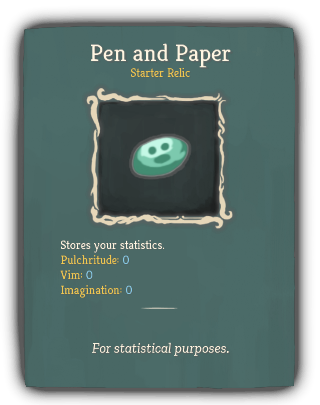 Pen and Paper
Starter Relic
Stores your statistics.
Pulchritude: 0
Vim: 0
Imagination: 0
For statistical purposes.